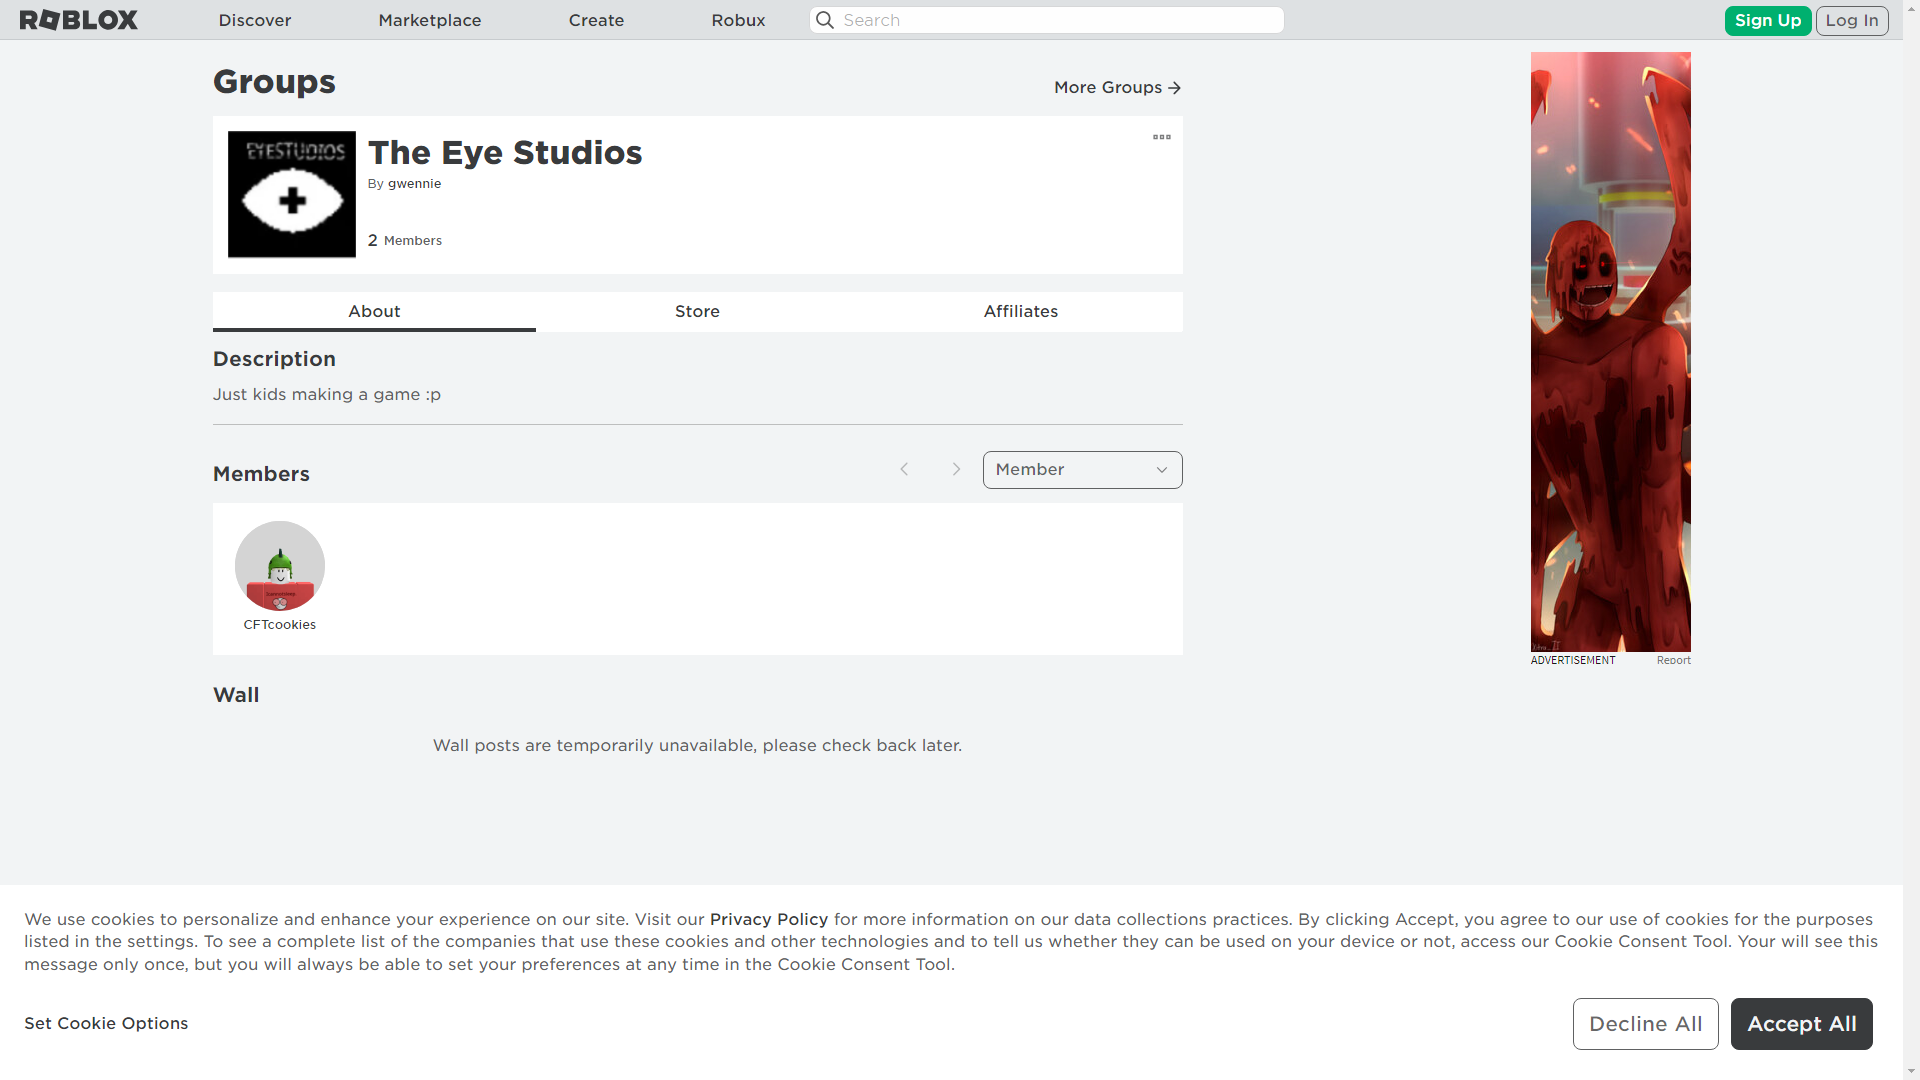 ROBLOX
Discover
Marketplace
Create
Robux
Search
Sign Up
Log In
Groups
More Groups
EYESTUDIOS
The Eye Studios
By gwennie
2 Members
About
Store
Affiliates
Description
Just kids making a game :p
Members
Member
CFTcookies
ADVERTISEMENT
Report
Wall
Wall posts are temporarily unavailable, please check back later.
We use cookies to personalize and enhance your experience on our site. Visit our Privacy Policy for more information on our data collections practices. By clicking Accept, you agree to our use of cookies for the purposes
listed in the settings. To see a complete list of the companies that use these cookies and other technologies and to tell us whether they can be used on your device or not, access our Cookie Consent Tool. Your will see this
message only once, but you will always be able to set your preferences at any time in the Cookie Consent Tool.
Set Cookie Options
Decline All
Accept All